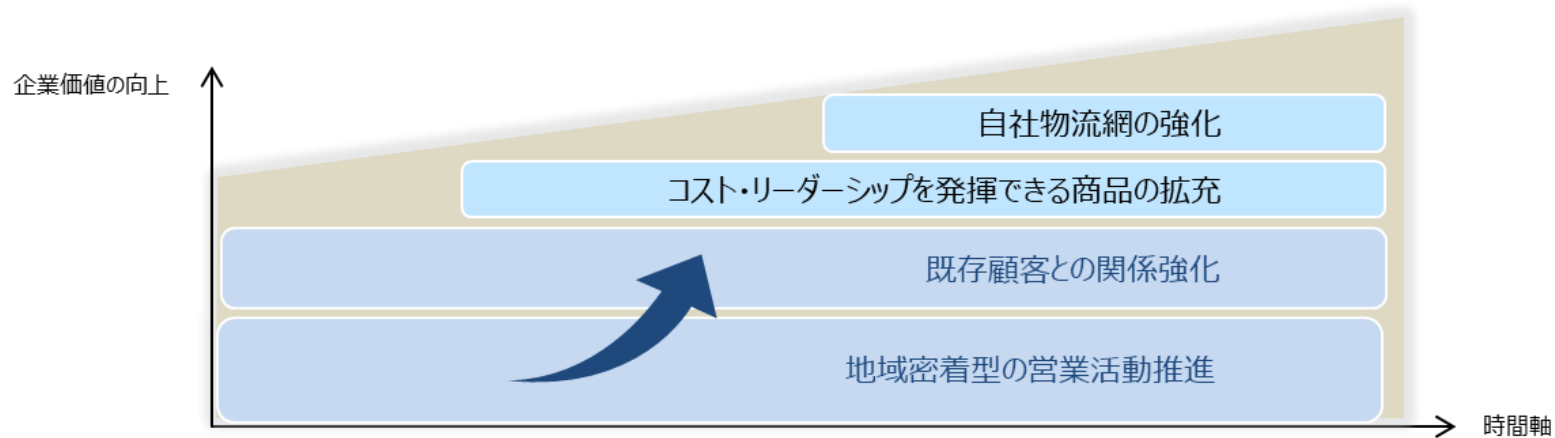 企業価値の向上
自社物流網の強化
コスト・リーダーシップを発揮できる商品の拡充
既存顧客との関係強化
地域密着型の営業活動推進
時間軸